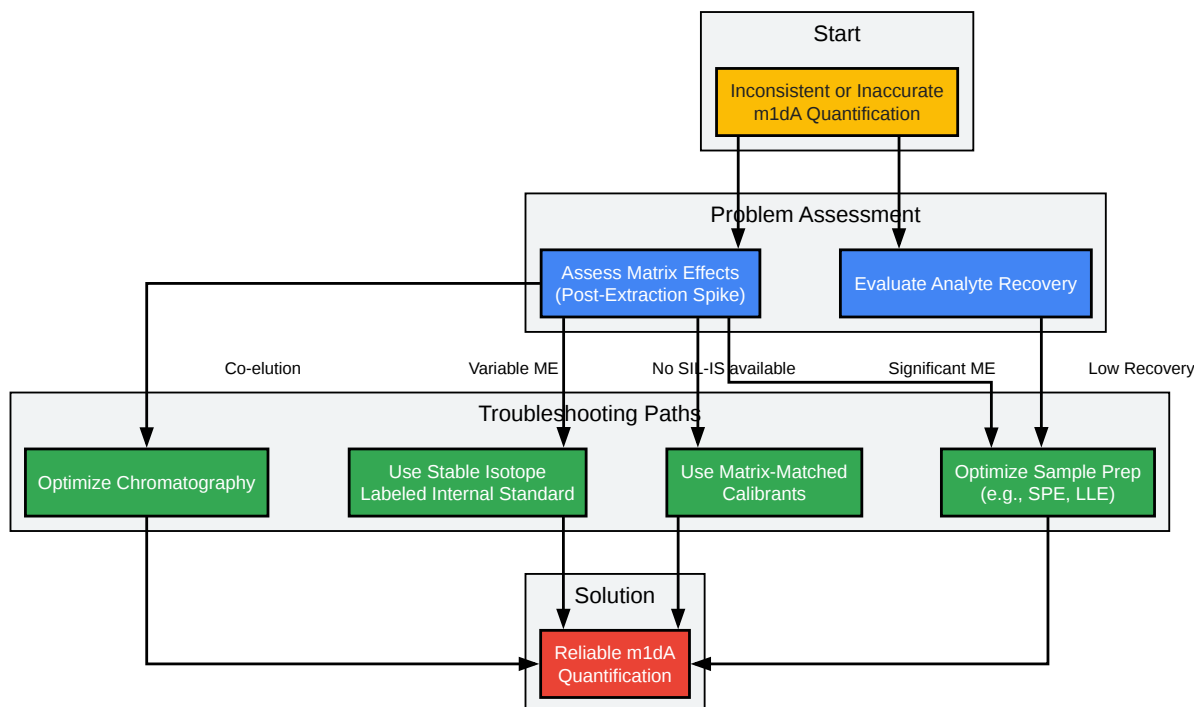 Start
Inconsistent or Inaccurate
m1dA Quantification
Problem Assessment
Assess Matrix Effects
(Post-Extraction Spike)
Evaluate Analyte Recovery
Co-elution
Variable ME
No SIL-IS available
Significant ME
Low Recovery
Troubleshooting Paths
Optimize Chromatography
Use Stable Isotope
Labeled Internal Standard
Use Matrix-Matched
Calibrants
Optimize Sample Prep
(e.g., SPE, LLE)
Solution
Reliable m1dA
Quantification